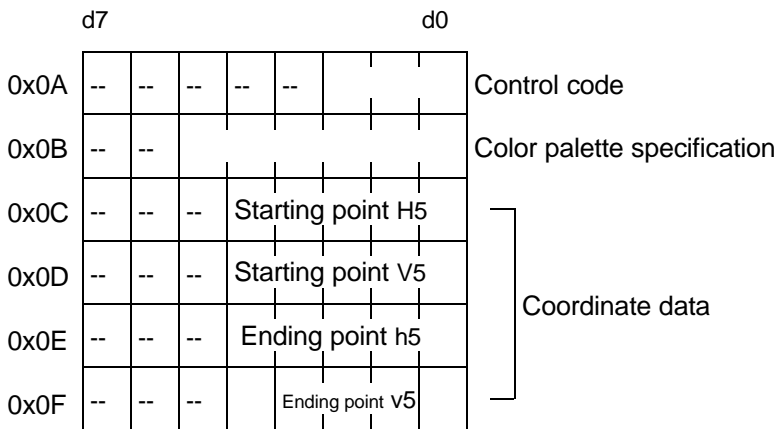 d7 d0
0x0A -- -- -- -- -- Control code
0x0B -- -- Color palette specification
0x0C -- -- -- Starting point H5
0x0D -- -- -- Starting point V5
Coordinate data
0x0E -- -- -- Ending point h5
0x0F -- -- -- Ending point v5